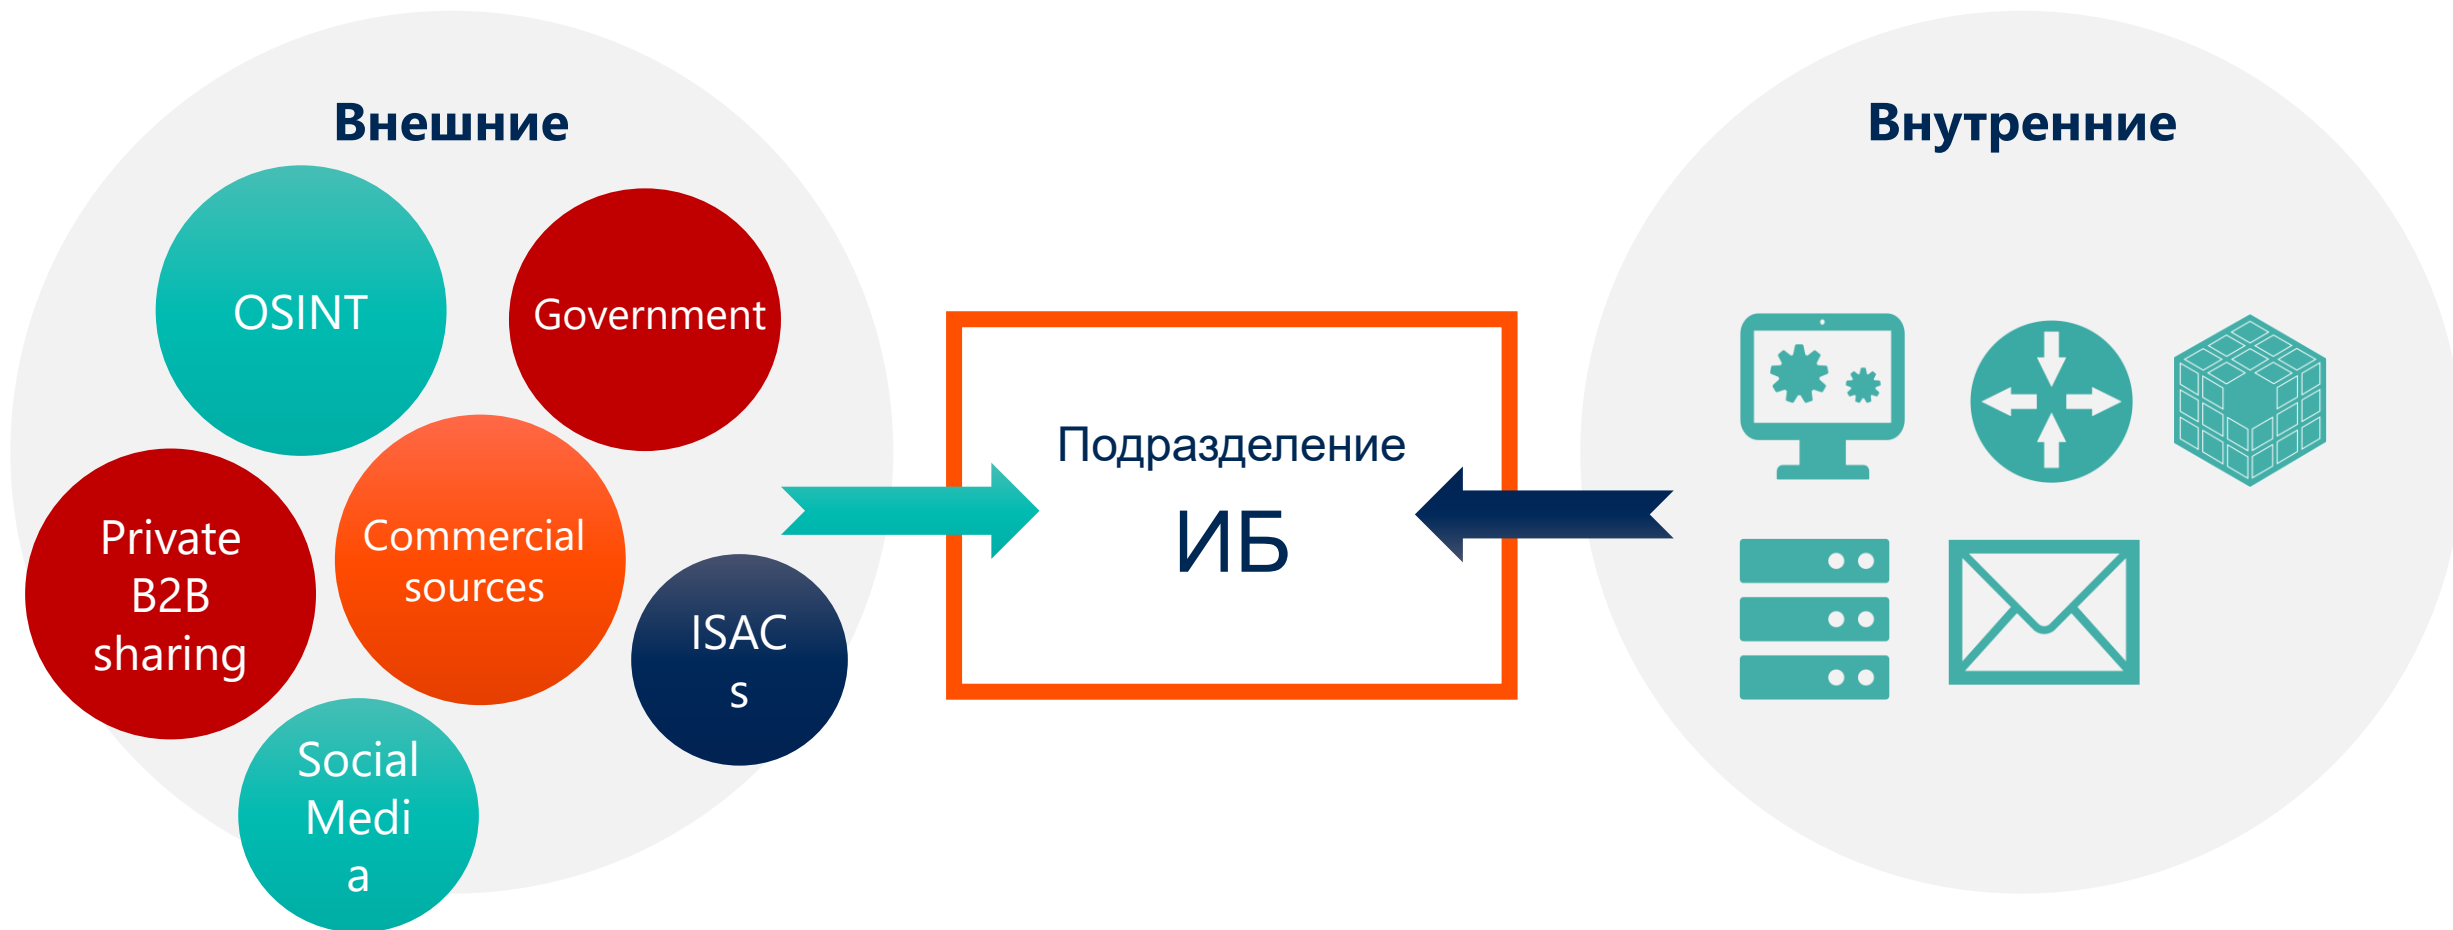 Внешние
OSINT
Government
Private
B2B
sharing
Commercial
sources
ISAC
s
Social
Medi
a
Подразделение
ИБ
Внутренние